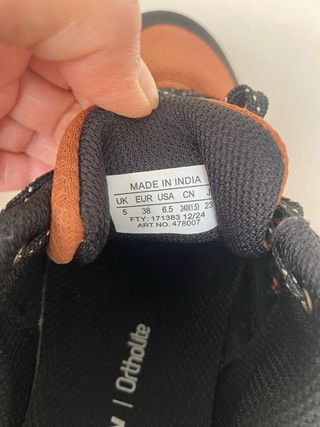 MADE IN INDIA
UK EUR USA CN J
5 38 6.5 240(1.5) 23
FTY: 171383 12/24
ART NO. 478007
Ortholite